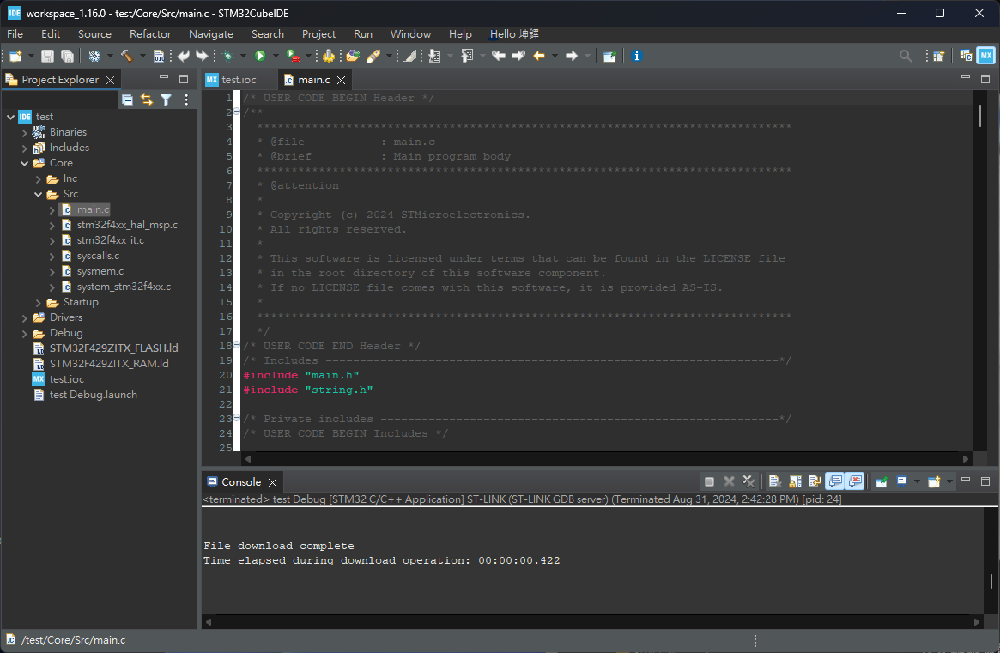 IDE workspace_1.16.0 - test/Core/Src/main.c - STM32CubeIDE
File Edit Source Refactor Navigate Search Project Run Window Help Hello 坤鐸
010
MX
Project Explorer
MX test.ioc
.c main.c
IDE test
Binaries
Includes
Core
Inc
Src
.c main.c
.c stm32f4xx_hal_msp.c
.c stm32f4xx_it.c
.c syscalls.c
.c sysmem.c
.c system_stm32f4xx.c
Startup
Drivers
Debug
LD STM32F429ZITX_FLASH.ld
LD STM32F429ZITX_RAM.ld
MX test.ioc
test Debug.launch
1 /* USER CODE BEGIN Header */
2 /**
3 ******************************************************************************
4 * @file : main.c
5 * @brief : Main program body
6 ******************************************************************************
7 * @attention
8 *
9 * Copyright (c) 2024 STMicroelectronics.
10 * All rights reserved.
11 *
12 * This software is licensed under terms that can be found in the LICENSE file
13 * in the root directory of this software component.
14 * If no LICENSE file comes with this software, it is provided AS-IS.
15 *
16 ******************************************************************************
17 */
18 /* USER CODE END Header */
19 /* Includes ------------------------------------------------------------------*/
20 #include "main.h"
21 #include "string.h"
22
23 /* Private includes ----------------------------------------------------------*/
24 /* USER CODE BEGIN Includes */
25
Console
<terminated> test Debug [STM32 C/C++ Application] ST-LINK (ST-LINK GDB server) (Terminated Aug 31, 2024, 2:42:28 PM) [pid: 24]
File download complete
Time elapsed during download operation: 00:00:00.422
.c /test/Core/Src/main.c